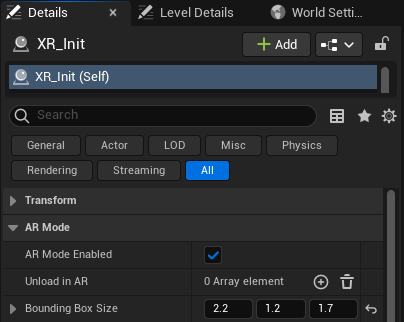 Details
Level Details
World Setti...
XR_Init
Add
XR_Init (Self)
Search
General
Actor
LOD
Misc
Physics
Rendering
Streaming
All
Transform
AR Mode
AR Mode Enabled
Unload in AR
0 Array element
Bounding Box Size
2.2
1.2
1.7